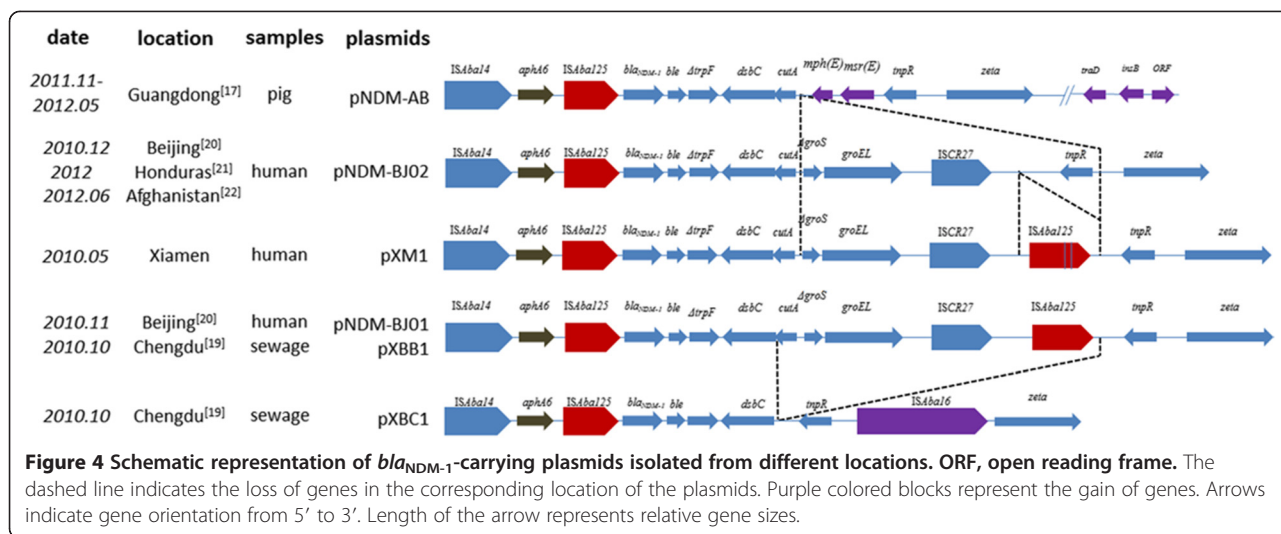 date location samples plasmids
ISAba14 aphA6 ISAba125 bla_NDM-1 ble ΔtrpF dsbC cutA mph(E) msr(E) tnpR zeta traD insB ORF
2011.11-
2012.05
Guangdong[17] pig pNDM-AB
ISAba14 aphA6 ISAba125 bla_NDM-1 ble ΔtrpF dsbC cutA ΔgroS groEL ISCR27 tnpR zeta
2010.12 Beijing[20]
2012 Honduras[21] human pNDM-BJ02
2012.06 Afghanistan[22]
ISAba14 aphA6 ISAba125 bla_NDM-1 ble ΔtrpF dsbC cutA ΔgroS groEL ISCR27 ISAba125 tnpR zeta
2010.05 Xiamen human pXM1
ISAba14 aphA6 ISAba125 bla_NDM-1 ble ΔtrpF dsbC cutA ΔgroS groEL ISCR27 ISAba125 tnpR zeta
2010.11 Beijing[20] human pNDM-BJ01
2010.10 Chengdu[19] sewage pXBB1
ISAba14 aphA6 ISAba125 bla_NDM-1 ble ΔtrpF dsbC tnpR ISAba16 zeta
2010.10 Chengdu[19] sewage pXBC1
Figure 4 Schematic representation of bla_NDM-1-carrying plasmids isolated from different locations. ORF, open reading frame. The
dashed line indicates the loss of genes in the corresponding location of the plasmids. Purple colored blocks represent the gain of genes. Arrows
indicate gene orientation from 5′ to 3′. Length of the arrow represents relative gene sizes.